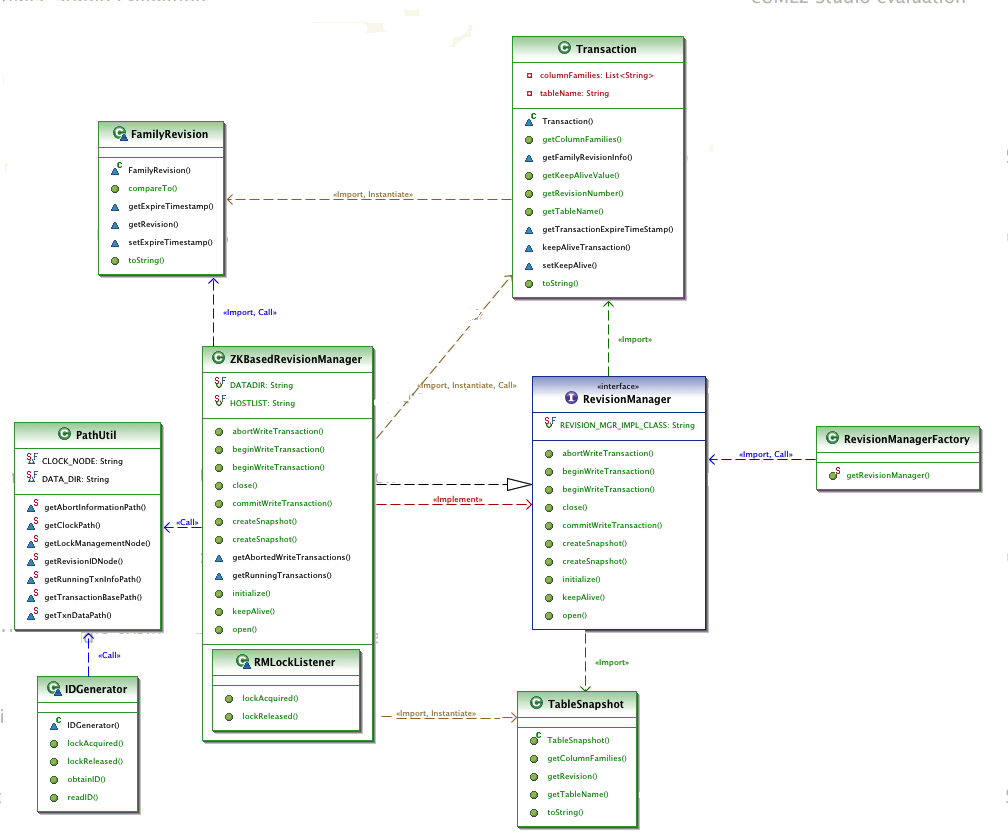 Transaction
columnFamilies: List<String>
tableName: String
Transaction()
getColumnFamilies()
getFamilyRevisionInfo()
getKeepAliveValue()
getRevisionNumber()
getTableName()
getTransactionExpireTimeStamp()
keepAliveTransaction()
setKeepAlive()
toString()
FamilyRevision
FamilyRevision()
compareTo()
getExpireTimestamp()
getRevision()
setExpireTimestamp()
toString()
«Import, Instantiate»
«Import, Call»
«Import»
ZKBasedRevisionManager
DATADIR: String
HOSTLIST: String
abortWriteTransaction()
beginWriteTransaction()
beginWriteTransaction()
close()
commitWriteTransaction()
createSnapshot()
createSnapshot()
getAbortedWriteTransactions()
getRunningTransactions()
initialize()
keepAlive()
open()
RMLockListener
lockAcquired()
lockReleased()
«Import, Instantiate, Call»
«interface»
RevisionManager
REVISION_MGR_IMPL_CLASS: String
abortWriteTransaction()
beginWriteTransaction()
beginWriteTransaction()
close()
commitWriteTransaction()
createSnapshot()
createSnapshot()
initialize()
keepAlive()
open()
RevisionManagerFactory
getRevisionManager()
«Import, Call»
«Implement»
PathUtil
CLOCK_NODE: String
DATA_DIR: String
getAbortInformationPath()
getClockPath()
getLockManagementNode()
getRevisionIDNode()
getRunningTxnInfoPath()
getTransactionBasePath()
getTxnDataPath()
«Call»
«Call»
IDGenerator
IDGenerator()
lockAcquired()
lockReleased()
obtainID()
readID()
«Import»
«Import, Instantiate»
TableSnapshot
TableSnapshot()
getColumnFamilies()
getRevision()
getTableName()
toString()